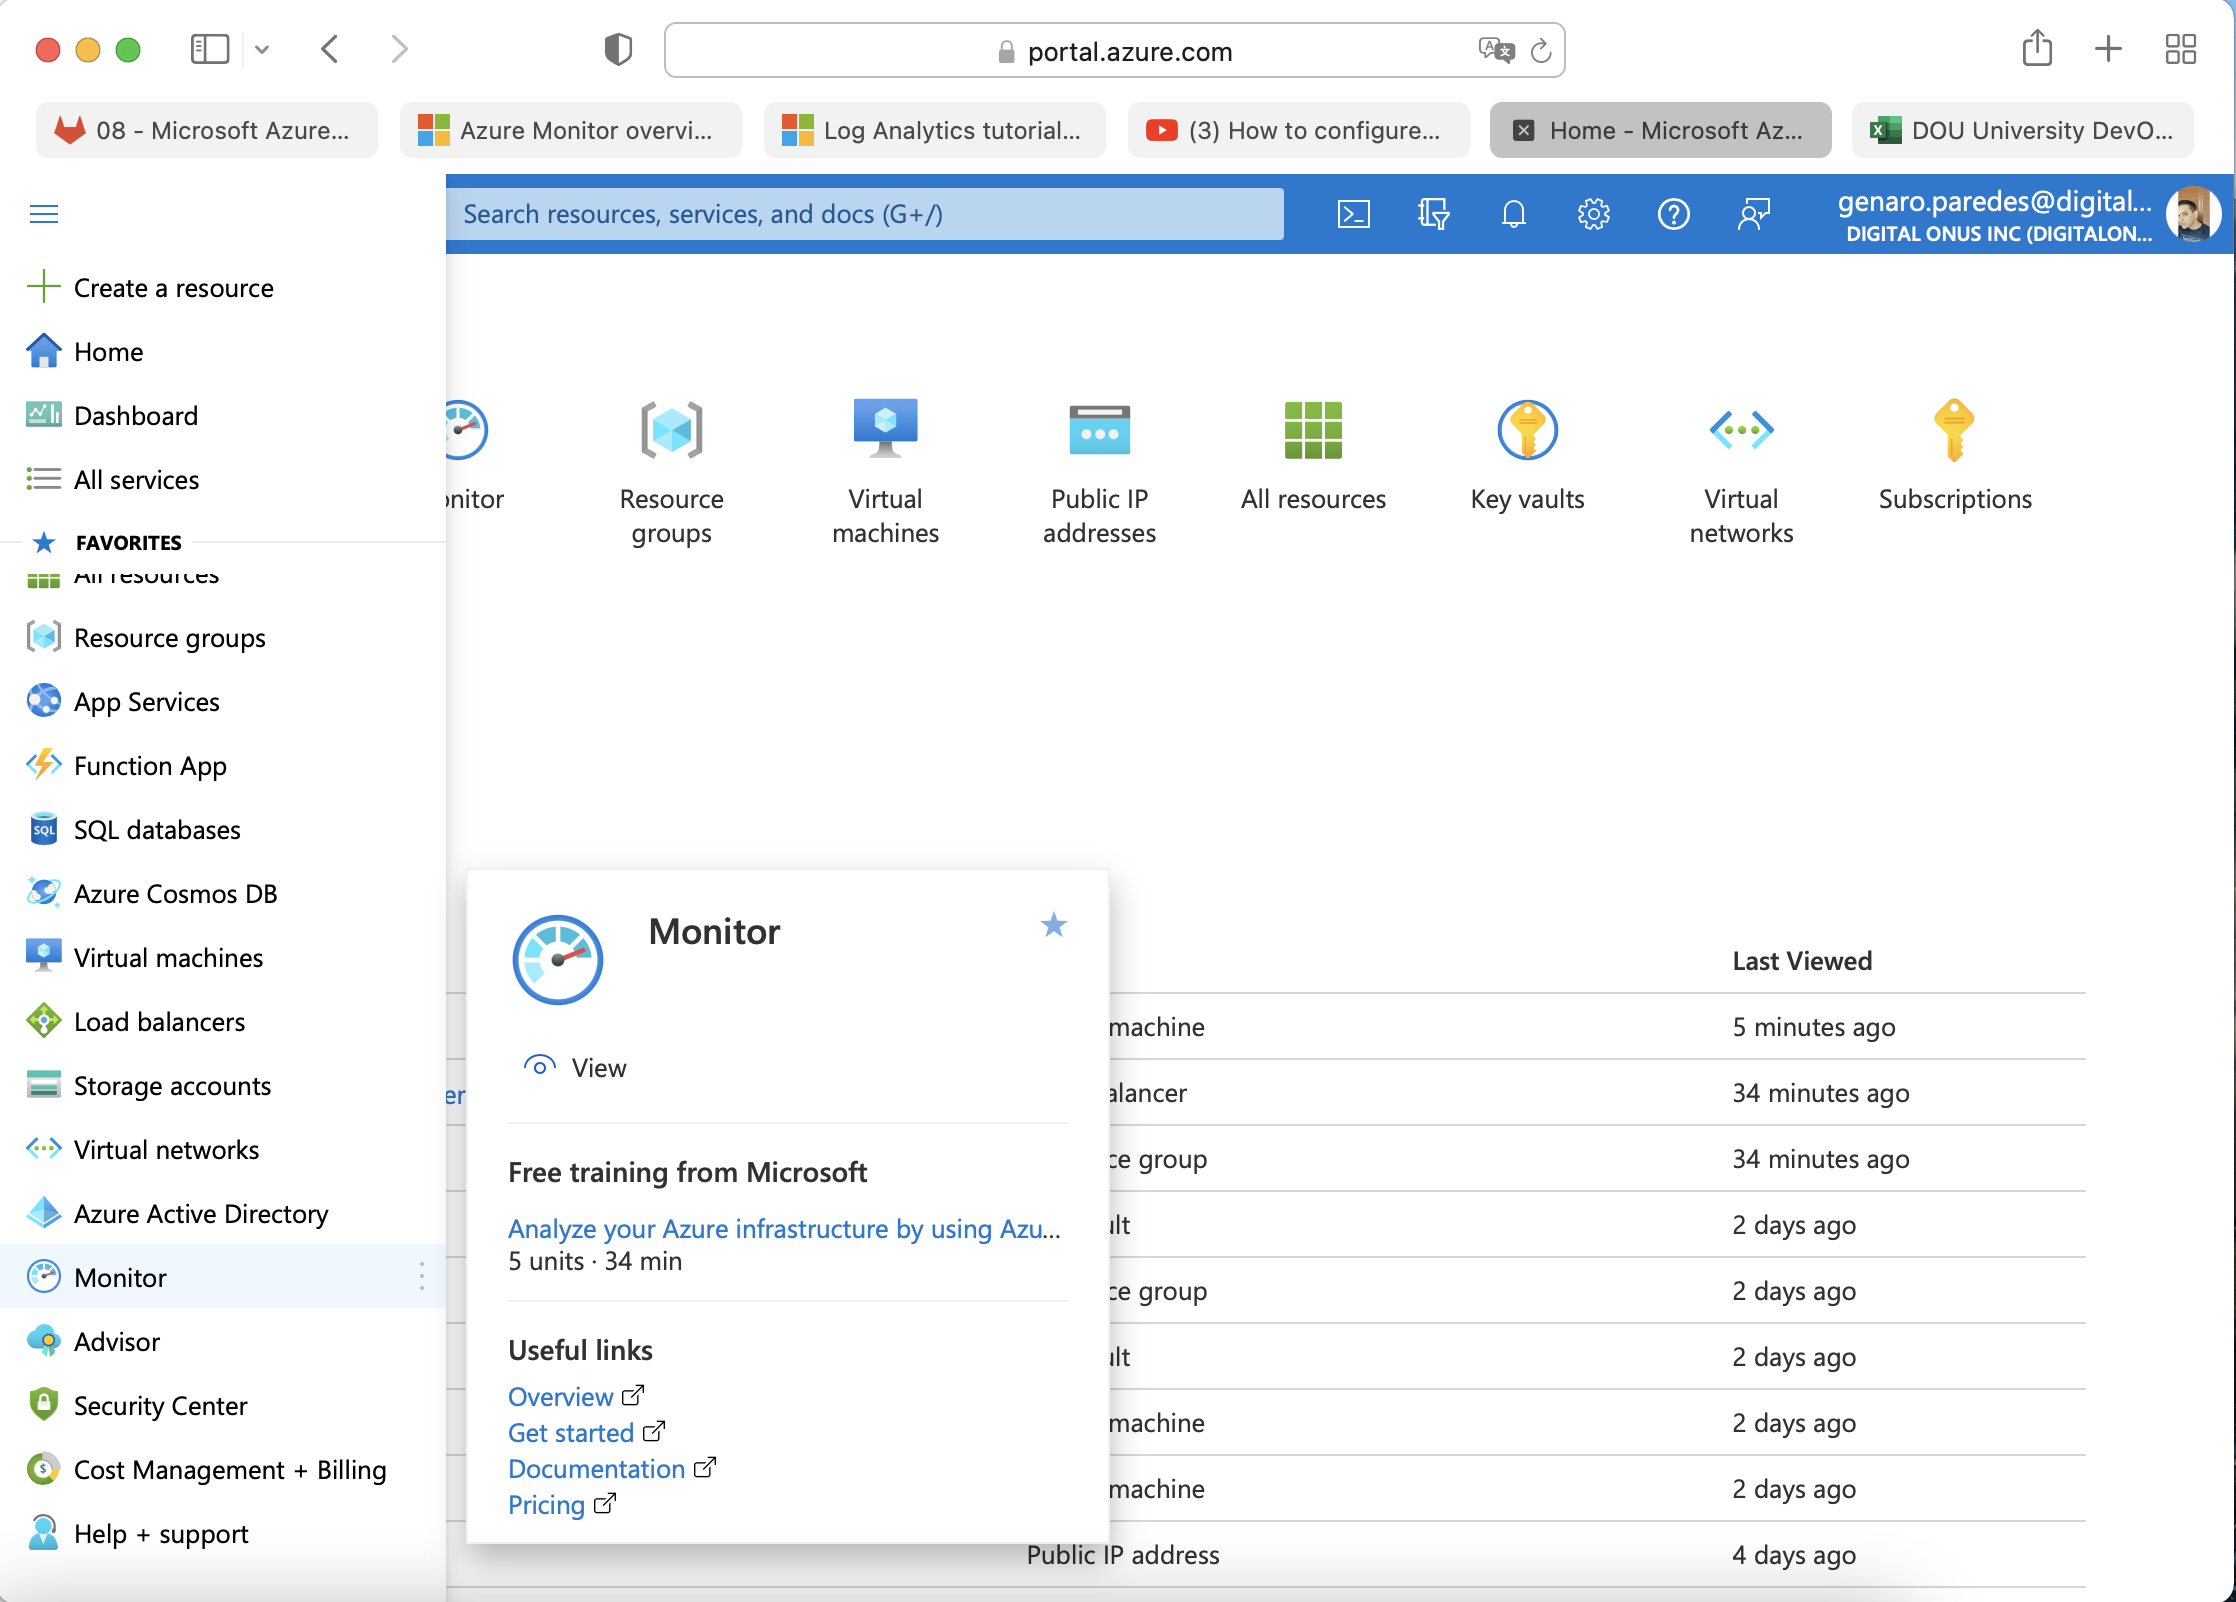 portal.azure.com
08 - Microsoft Azure...
Azure Monitor overvi...
Log Analytics tutorial...
(3) How to configure...
Home - Microsoft Az...
DOU University DevO...
Search resources, services, and docs (G+/)
genaro.paredes@digital...
DIGITAL ONUS INC (DIGITALON...
Create a resource
Home
Dashboard
All services
FAVORITES
All resources
Resource groups
App Services
Function App
SQL databases
Azure Cosmos DB
Virtual machines
Load balancers
Storage accounts
Virtual networks
Azure Active Directory
Monitor
Advisor
Security Center
Cost Management + Billing
Help + support
onitor
Resource
groups
Virtual
machines
Public IP
addresses
All resources
Key vaults
Virtual
networks
Subscriptions
Monitor
View
Free training from Microsoft
Analyze your Azure infrastructure by using Azu...
5 units · 34 min
Useful links
Overview
Get started
Documentation
Pricing
Last Viewed
machine 5 minutes ago
er alancer 34 minutes ago
ce group 34 minutes ago
ult 2 days ago
ce group 2 days ago
ult 2 days ago
machine 2 days ago
machine 2 days ago
Public IP address 4 days ago